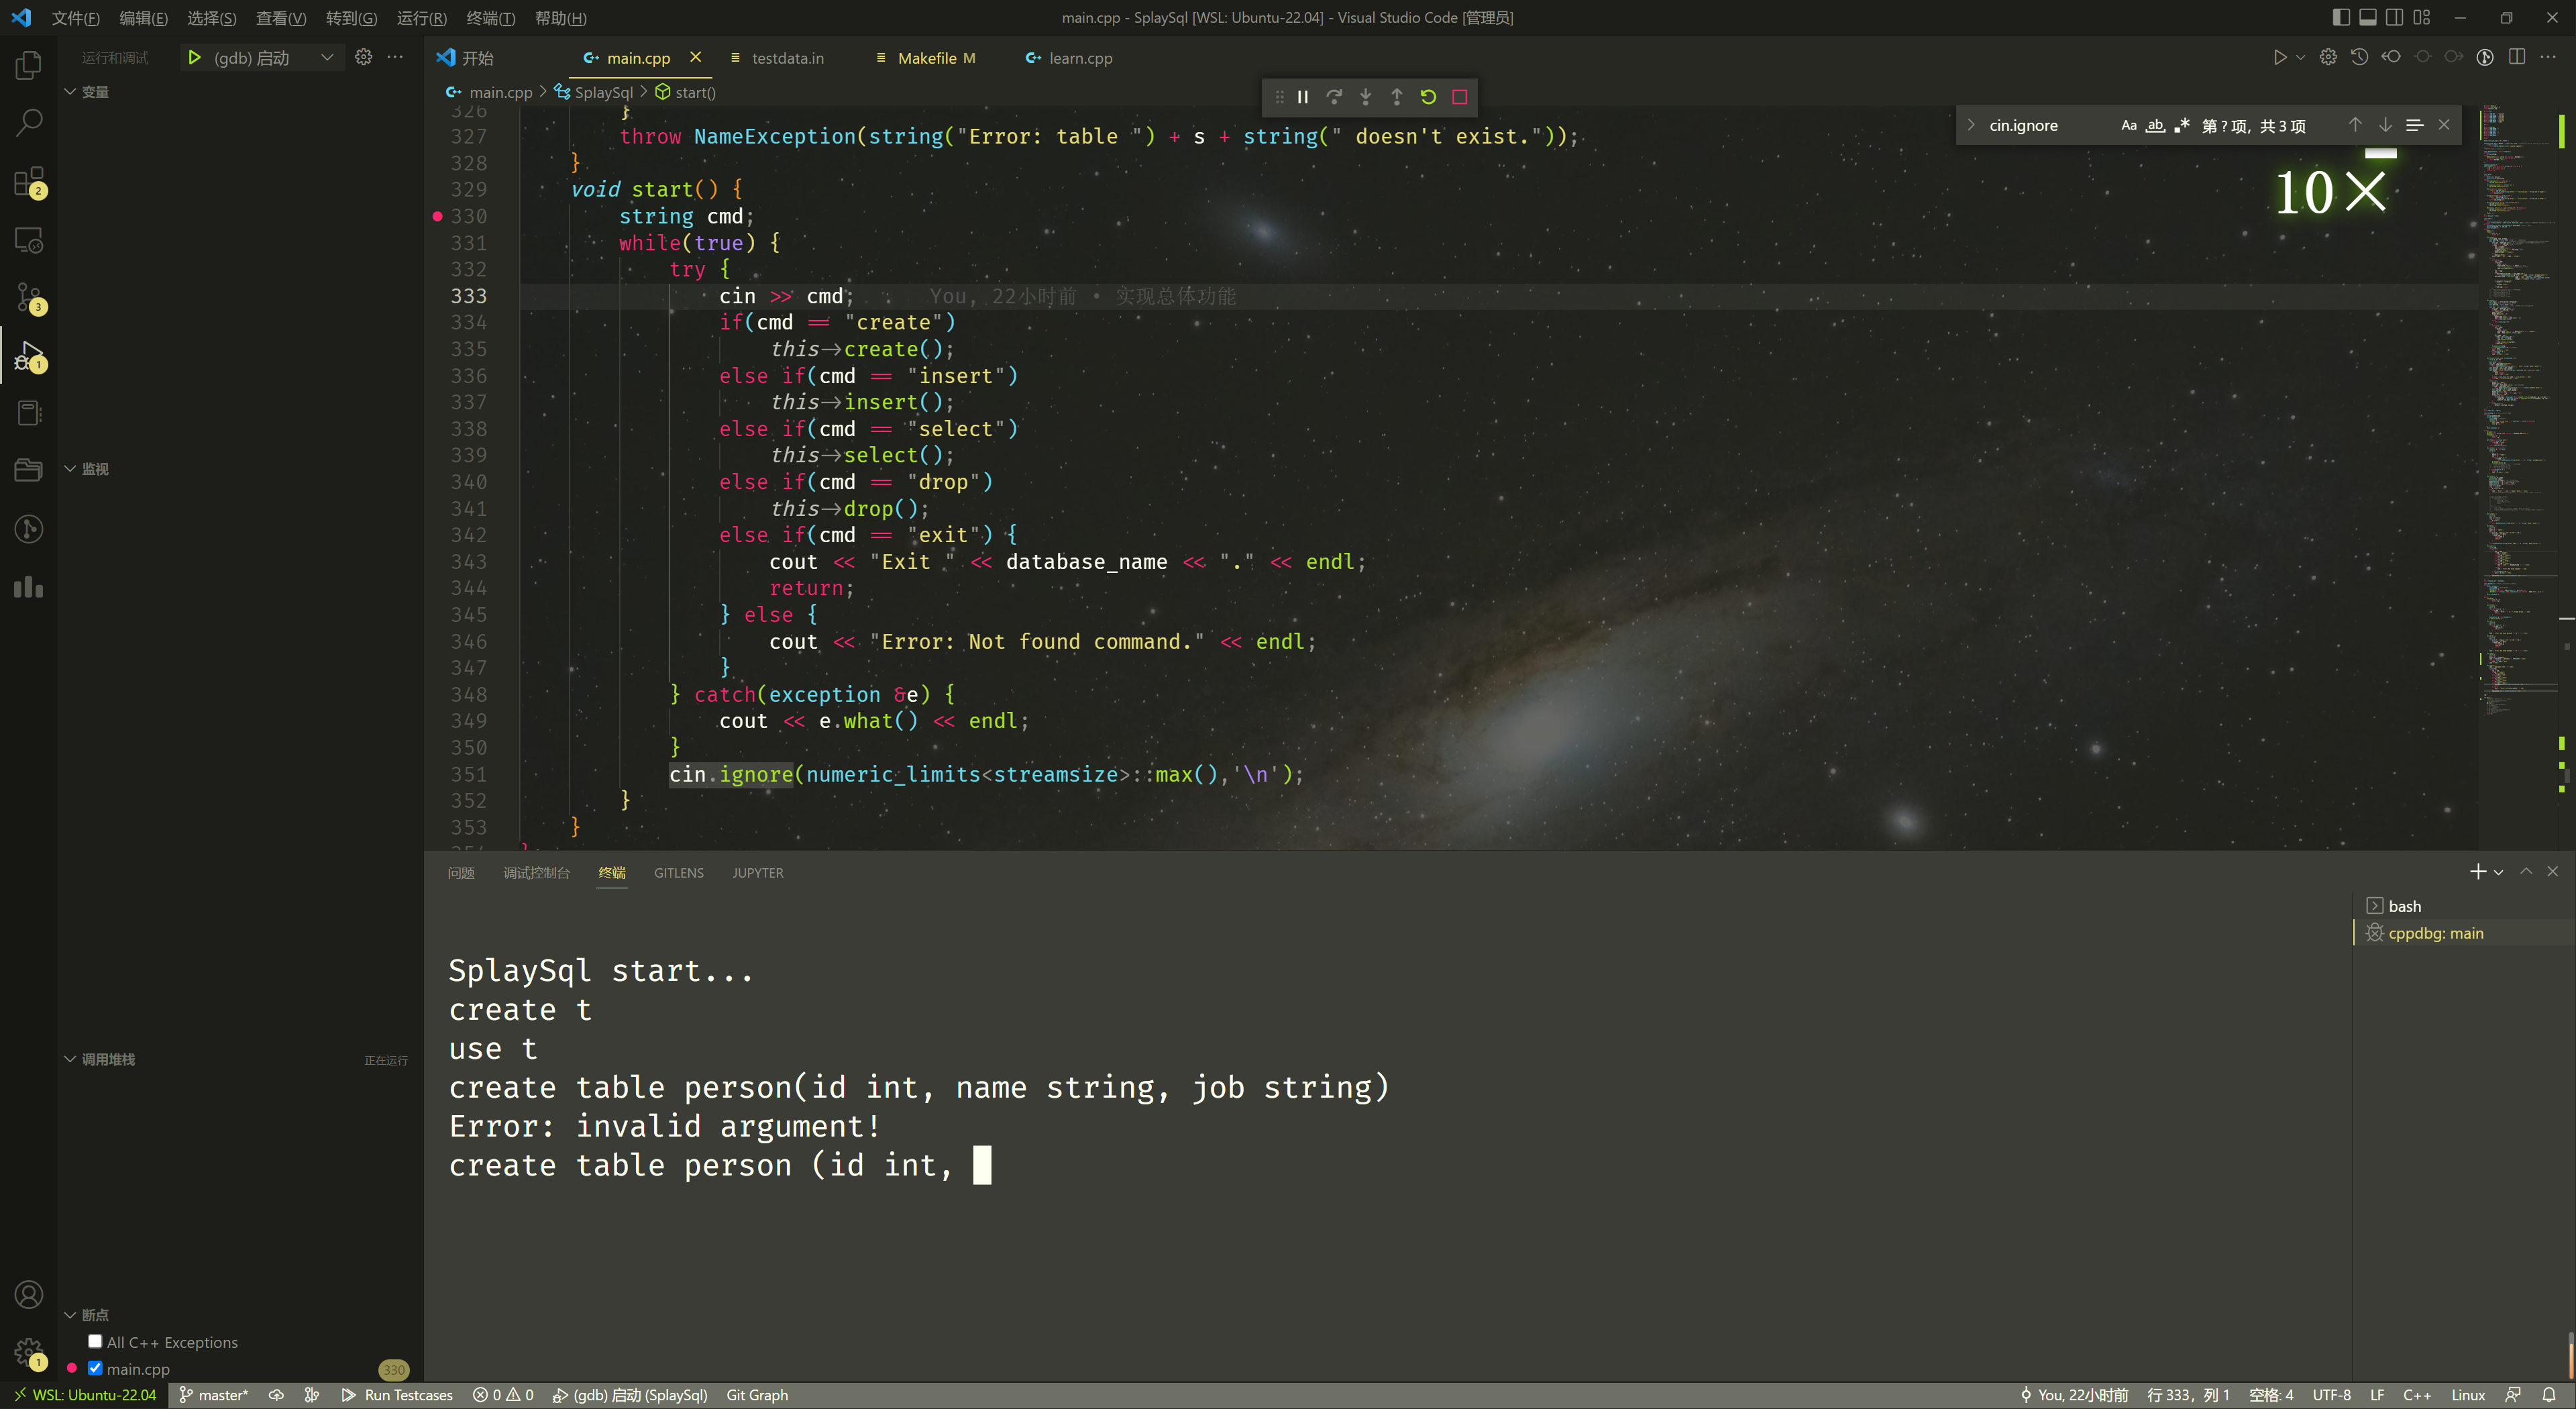 文件(F) 编辑(E) 选择(S) 查看(V) 转到(G) 运行(R) 终端(T) 帮助(H)
main.cpp - SplaySql [WSL: Ubuntu-22.04] - Visual Studio Code [管理员]
运行和调试 (gdb) 启动
开始 main.cpp testdata.in Makefile M learn.cpp
变量
main.cpp SplaySql start()
cin.ignore Aa ab 第 ? 项，共 3 项
10×
326 }
327 throw NameException(string("Error: table ") + s + string(" doesn't exist."));
328 }
329 void start() {
330 string cmd;
331 while(true) {
332 try {
333 cin >> cmd; You, 22小时前 • 实现总体功能
334 if(cmd == "create")
335 this->create();
336 else if(cmd == "insert")
337 this->insert();
338 else if(cmd == "select")
339 this->select();
340 else if(cmd == "drop")
341 this->drop();
342 else if(cmd == "exit") {
343 cout << "Exit " << database_name << "." << endl;
344 return;
345 } else {
346 cout << "Error: Not found command." << endl;
347 }
348 } catch(exception &e) {
349 cout << e.what() << endl;
350 }
351 cin.ignore(numeric_limits<streamsize>::max(),'\n');
352 }
353 }
354 }
2
3
1
监视
调用堆栈 正在运行
断点
All C++ Exceptions
main.cpp 330
1
问题 调试控制台 终端 GITLENS JUPYTER
bash
cppdbg: main
SplaySql start...
create t
use t
create table person(id int, name string, job string)
Error: invalid argument!
create table person (id int,
WSL: Ubuntu-22.04 master* Run Testcases 0 0 (gdb) 启动 (SplaySql) Git Graph
You, 22小时前 行 333，列 1 空格: 4 UTF-8 LF C++ Linux